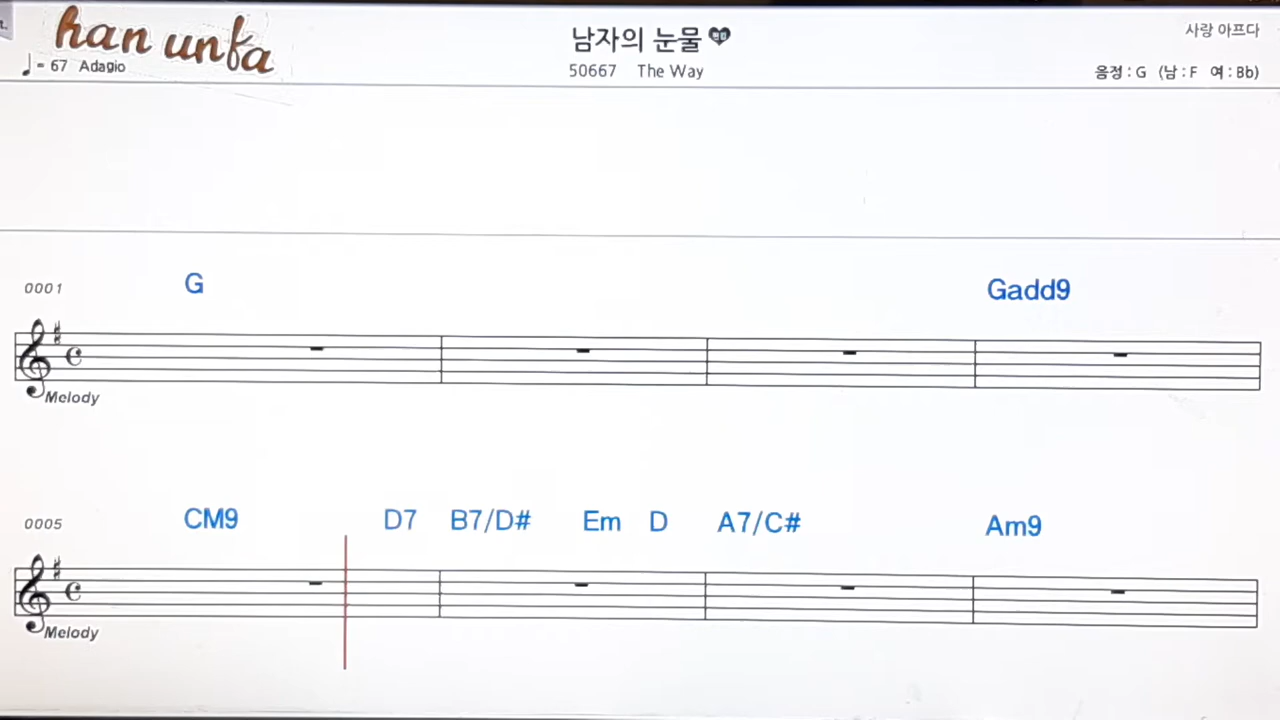 han unfa
남자의 눈물
사랑 아프다
♩= 67 Adagio
50667 The Way
음정 : G (남 : F 여 : Bb)
0001 G Gadd9
Melody
0005 CM9 D7 B7/D# Em D A7/C# Am9
Melody